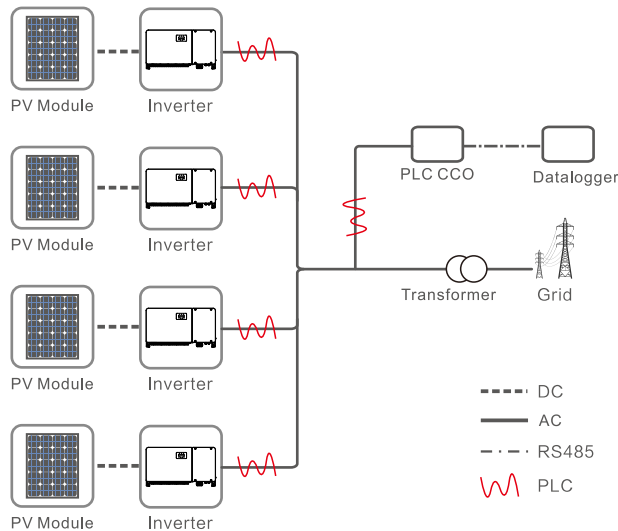 PV Module
Inverter
PLC CCO
Datalogger
PV Module
Inverter
Transformer
Grid
PV Module
Inverter
DC
AC
RS485
PLC
PV Module
Inverter